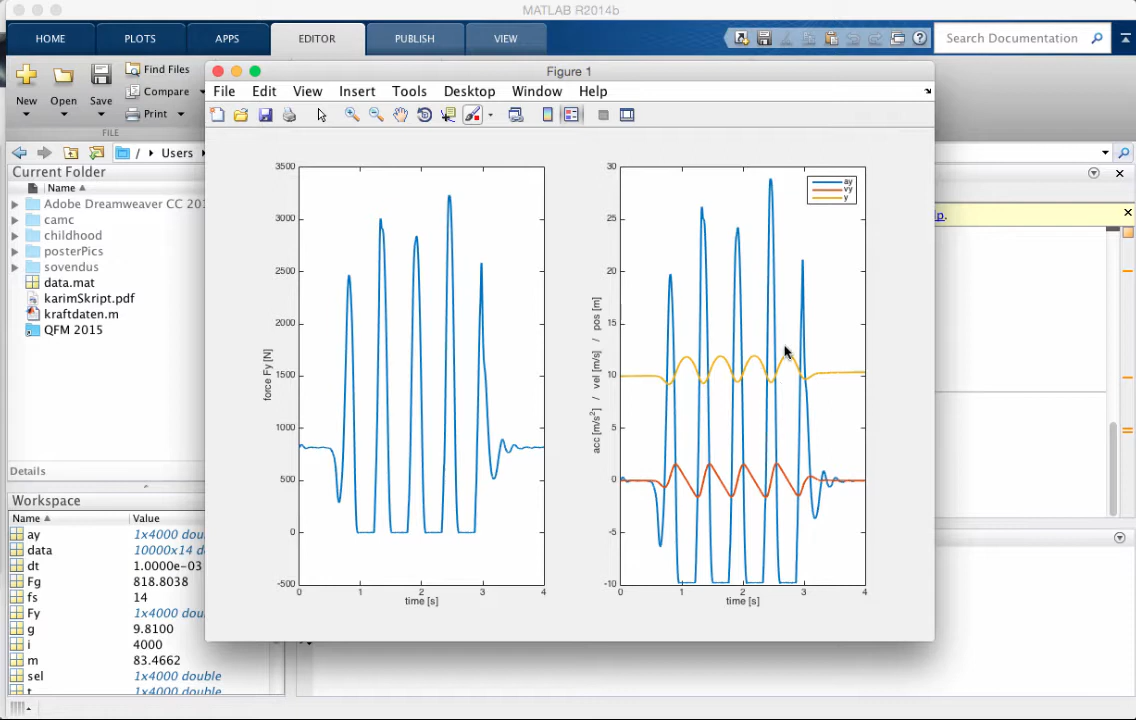 MATLAB R2014b
HOME PLOTS APPS EDITOR PUBLISH VIEW
Search Documentation
New Open Save
Find Files
Compare
Print
FILE
/ Users
Current Folder
Name
Adobe Dreamweaver CC 201
camc
childhood
posterPics
sovendus
data.mat
karimSkript.pdf
kraftdaten.m
QFM 2015
Details
Workspace
Name Value
ay 1x4000 double
data 10000x14 d
dt 1.0000e-03
Fg 818.8038
fs 14
Fy 1x4000 dou
g 9.8100
i 4000
m 83.4662
sel 1x4000 double
t 1x4000 double
Figure 1
File Edit View Insert Tools Desktop Window Help
3500
3000
2500
2000
1500
1000
500
0
-500
0 1 2 3 4
force Fy [N]
time [s]
30
25
20
15
10
5
0
-5
-10
0 1 2 3 4
acc [m/s²] / vel [m/s] / pos [m]
time [s]
ay
vy
y
lp.